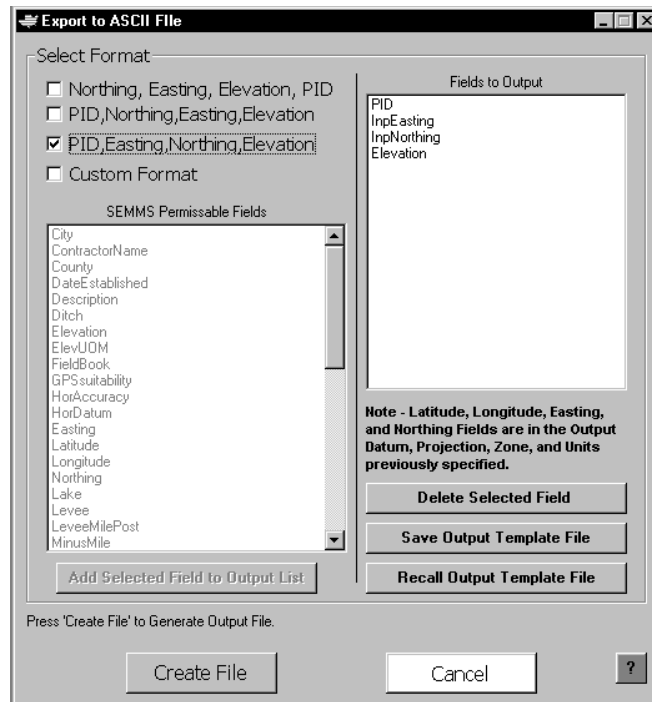 Export to ASCII FIle
Select Format
Northing, Easting, Elevation, PID
PID,Northing,Easting,Elevation
PID,Easting,Northing,Elevation
Custom Format
SEMMS Permissable Fields
City
ContractorName
County
DateEstablished
Description
Ditch
Elevation
ElevUOM
FieldBook
GPSsuitability
HorAccuracy
HorDatum
Easting
Latitude
Longitude
Northing
Lake
Levee
LeveeMilePost
MinusMile
Add Selected Field to Output List
Fields to Output
PID
InpEasting
InpNorthing
Elevation
Note - Latitude, Longitude, Easting,
and Northing Fields are in the Output
Datum, Projection, Zone, and Units
previously specified.
Delete Selected Field
Save Output Template File
Recall Output Template File
Press 'Create File' to Generate Output File.
Create File
Cancel
?